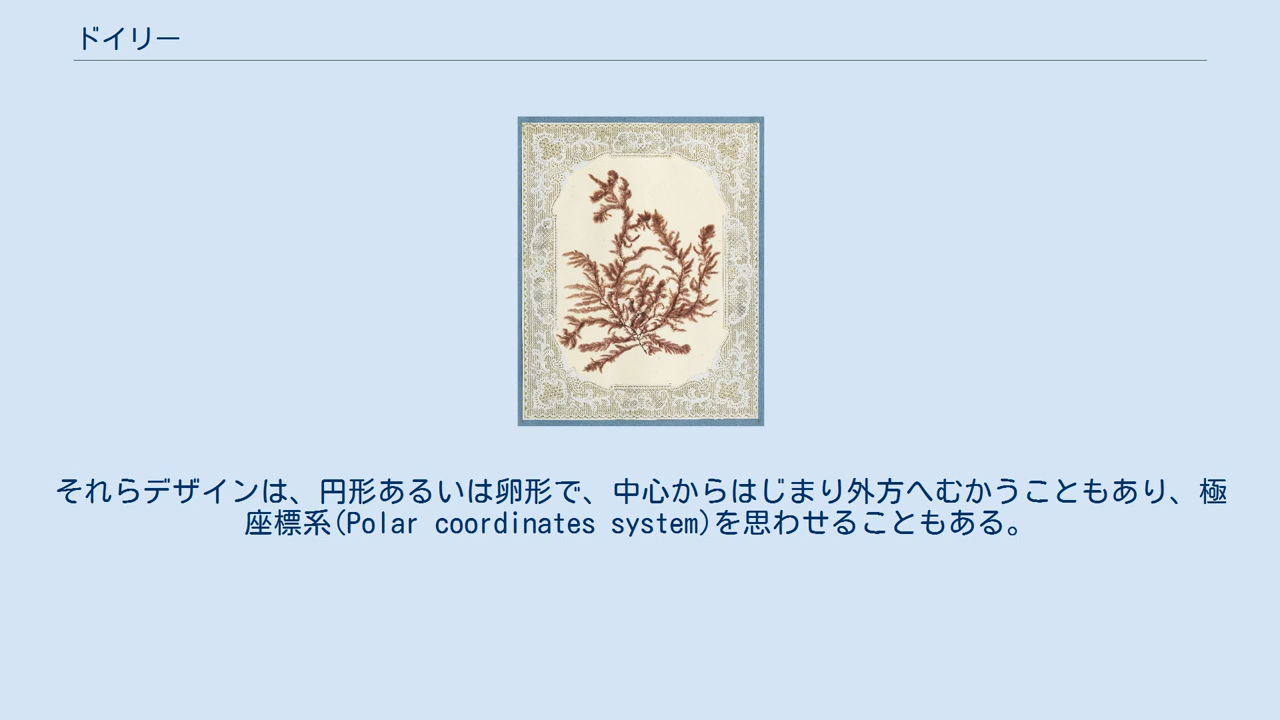 ドイリー
それらデザインは、円形あるいは卵形で、中心からはじまり外方へむかうこともあり、極
座標系(Polar coordinates system)を思わせることもある。